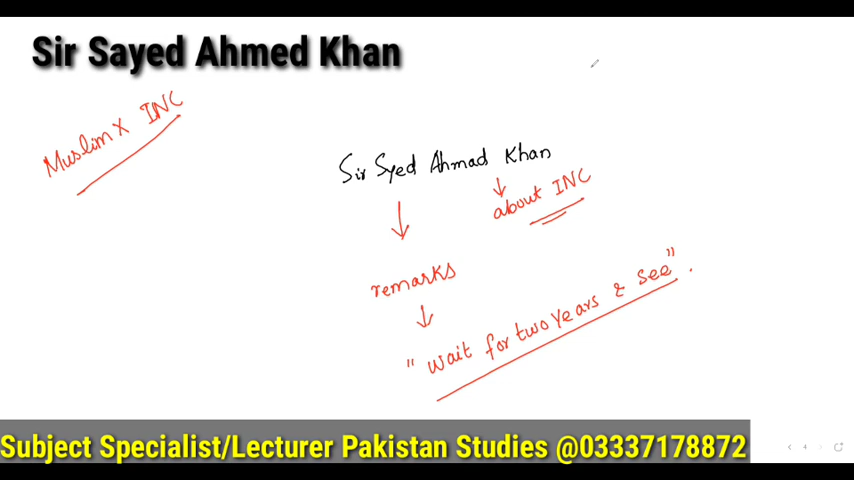 Sir Sayed Ahmed Khan
Muslim X INC
Sir Syed Ahmad Khan
about INC
remarks
"wait for two years & see".
Subject Specialist/Lecturer Pakistan Studies @03337178872